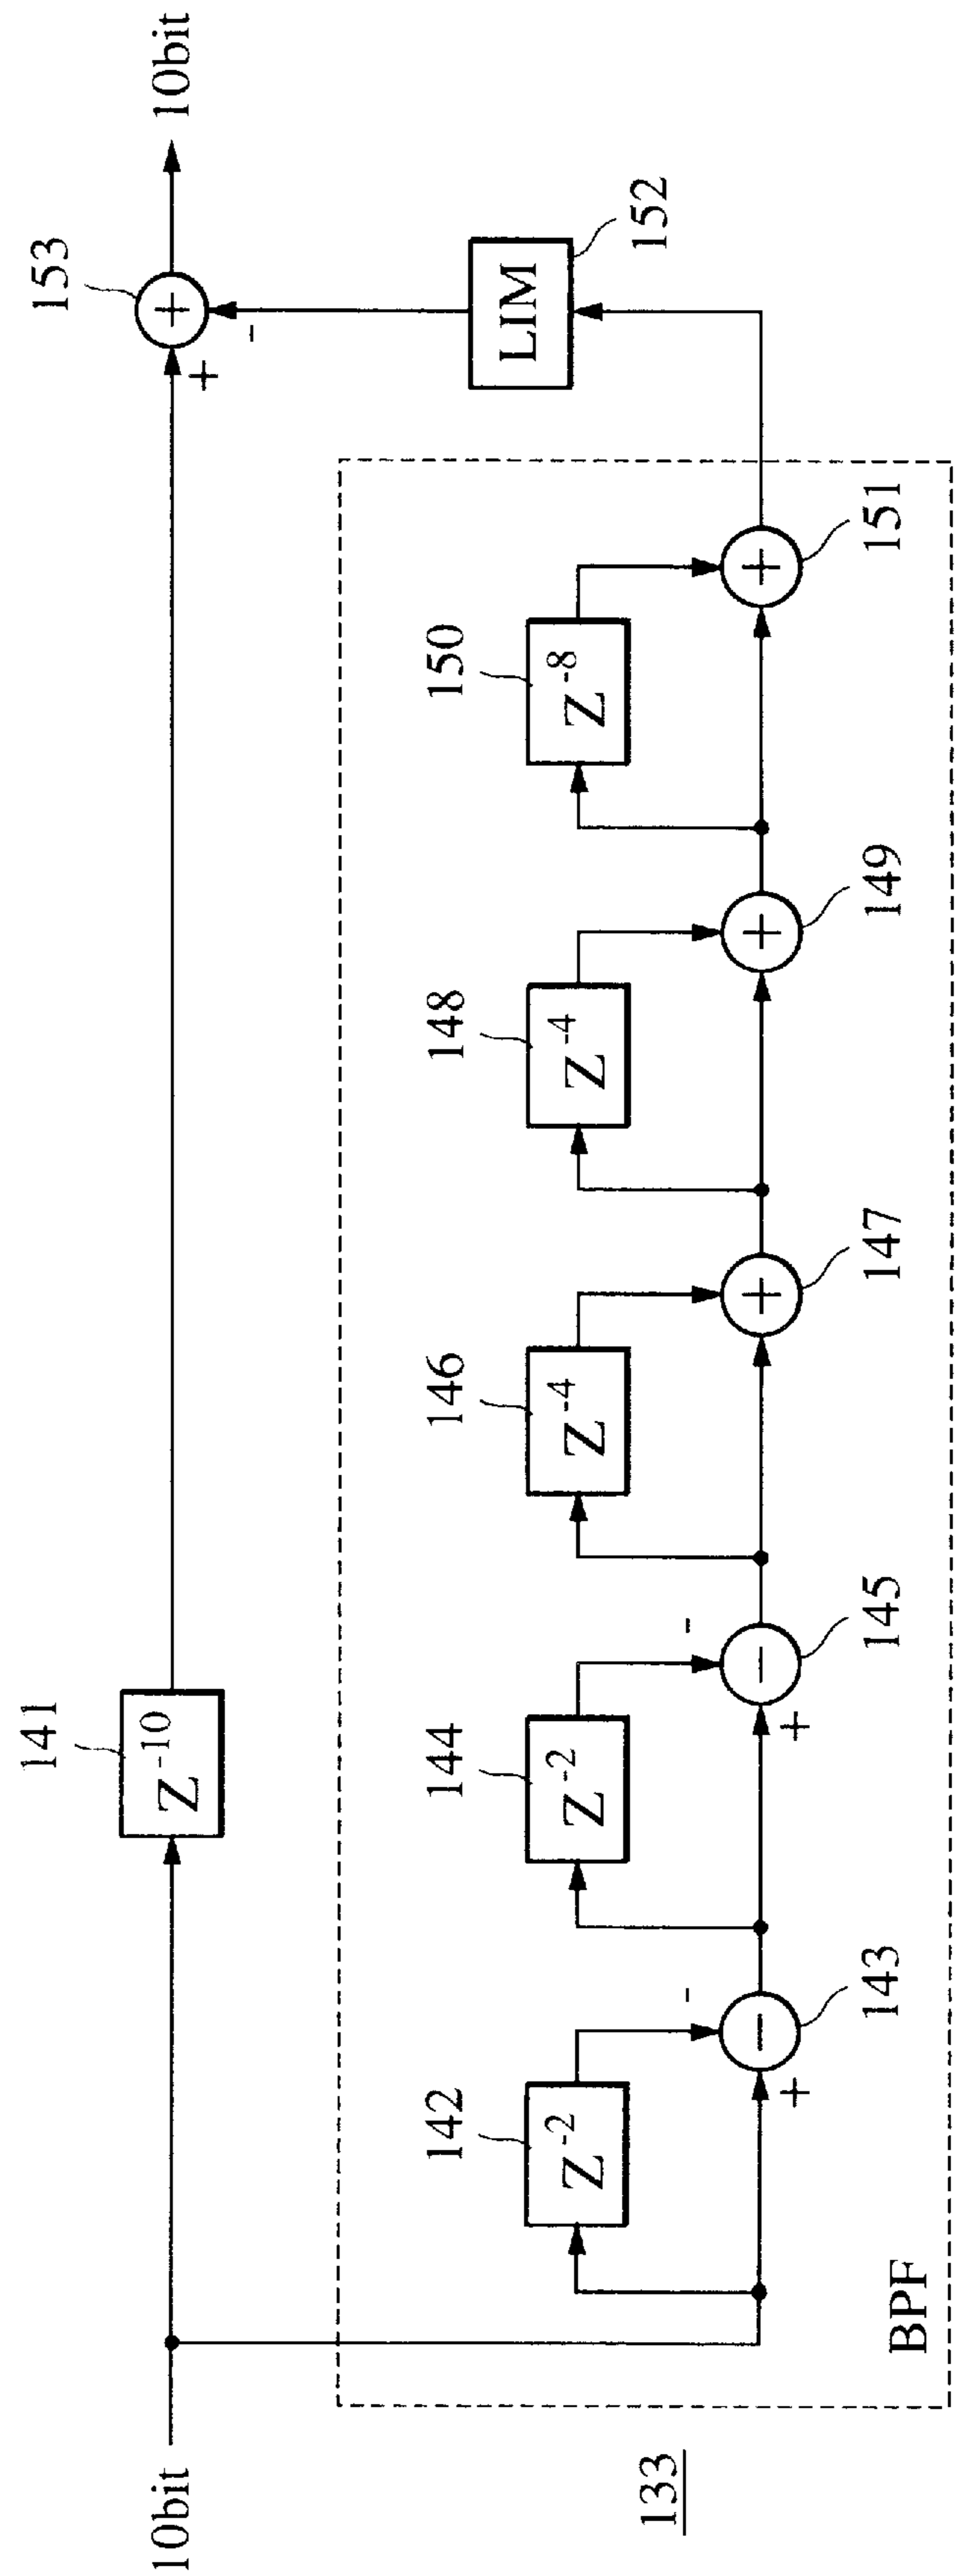 10bit
141
Z⁻¹⁰
+
153
+
-
10bit
133
BPF
142
Z⁻²
+
-
143
-
144
Z⁻²
+
-
145
-
146
Z⁻⁴
147
+
148
Z⁻⁴
149
+
150
Z⁻⁸
151
+
LIM
152